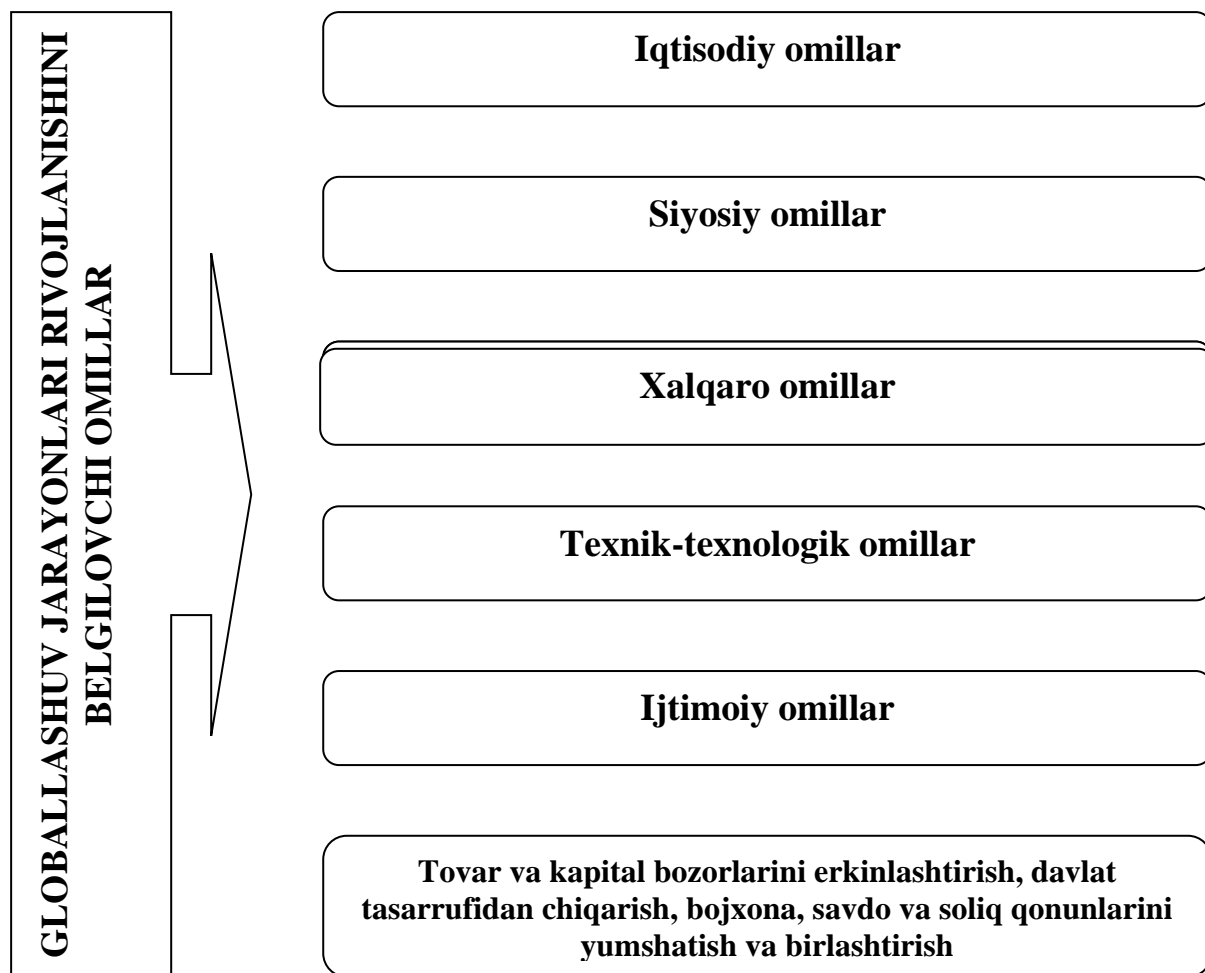 GLOBALLASHUV JARAYONLARI RIVOJLANISHINI
BELGILOVCHI OMILLAR
Iqtisodiy omillar
Siyosiy omillar
Xalqaro omillar
Texnik-texnologik omillar
Ijtimoiy omillar
Tovar va kapital bozorlarini erkinlashtirish, davlat
tasarrufidan chiqarish, bojxona, savdo va soliq qonunlarini
yumshatish va birlashtirish